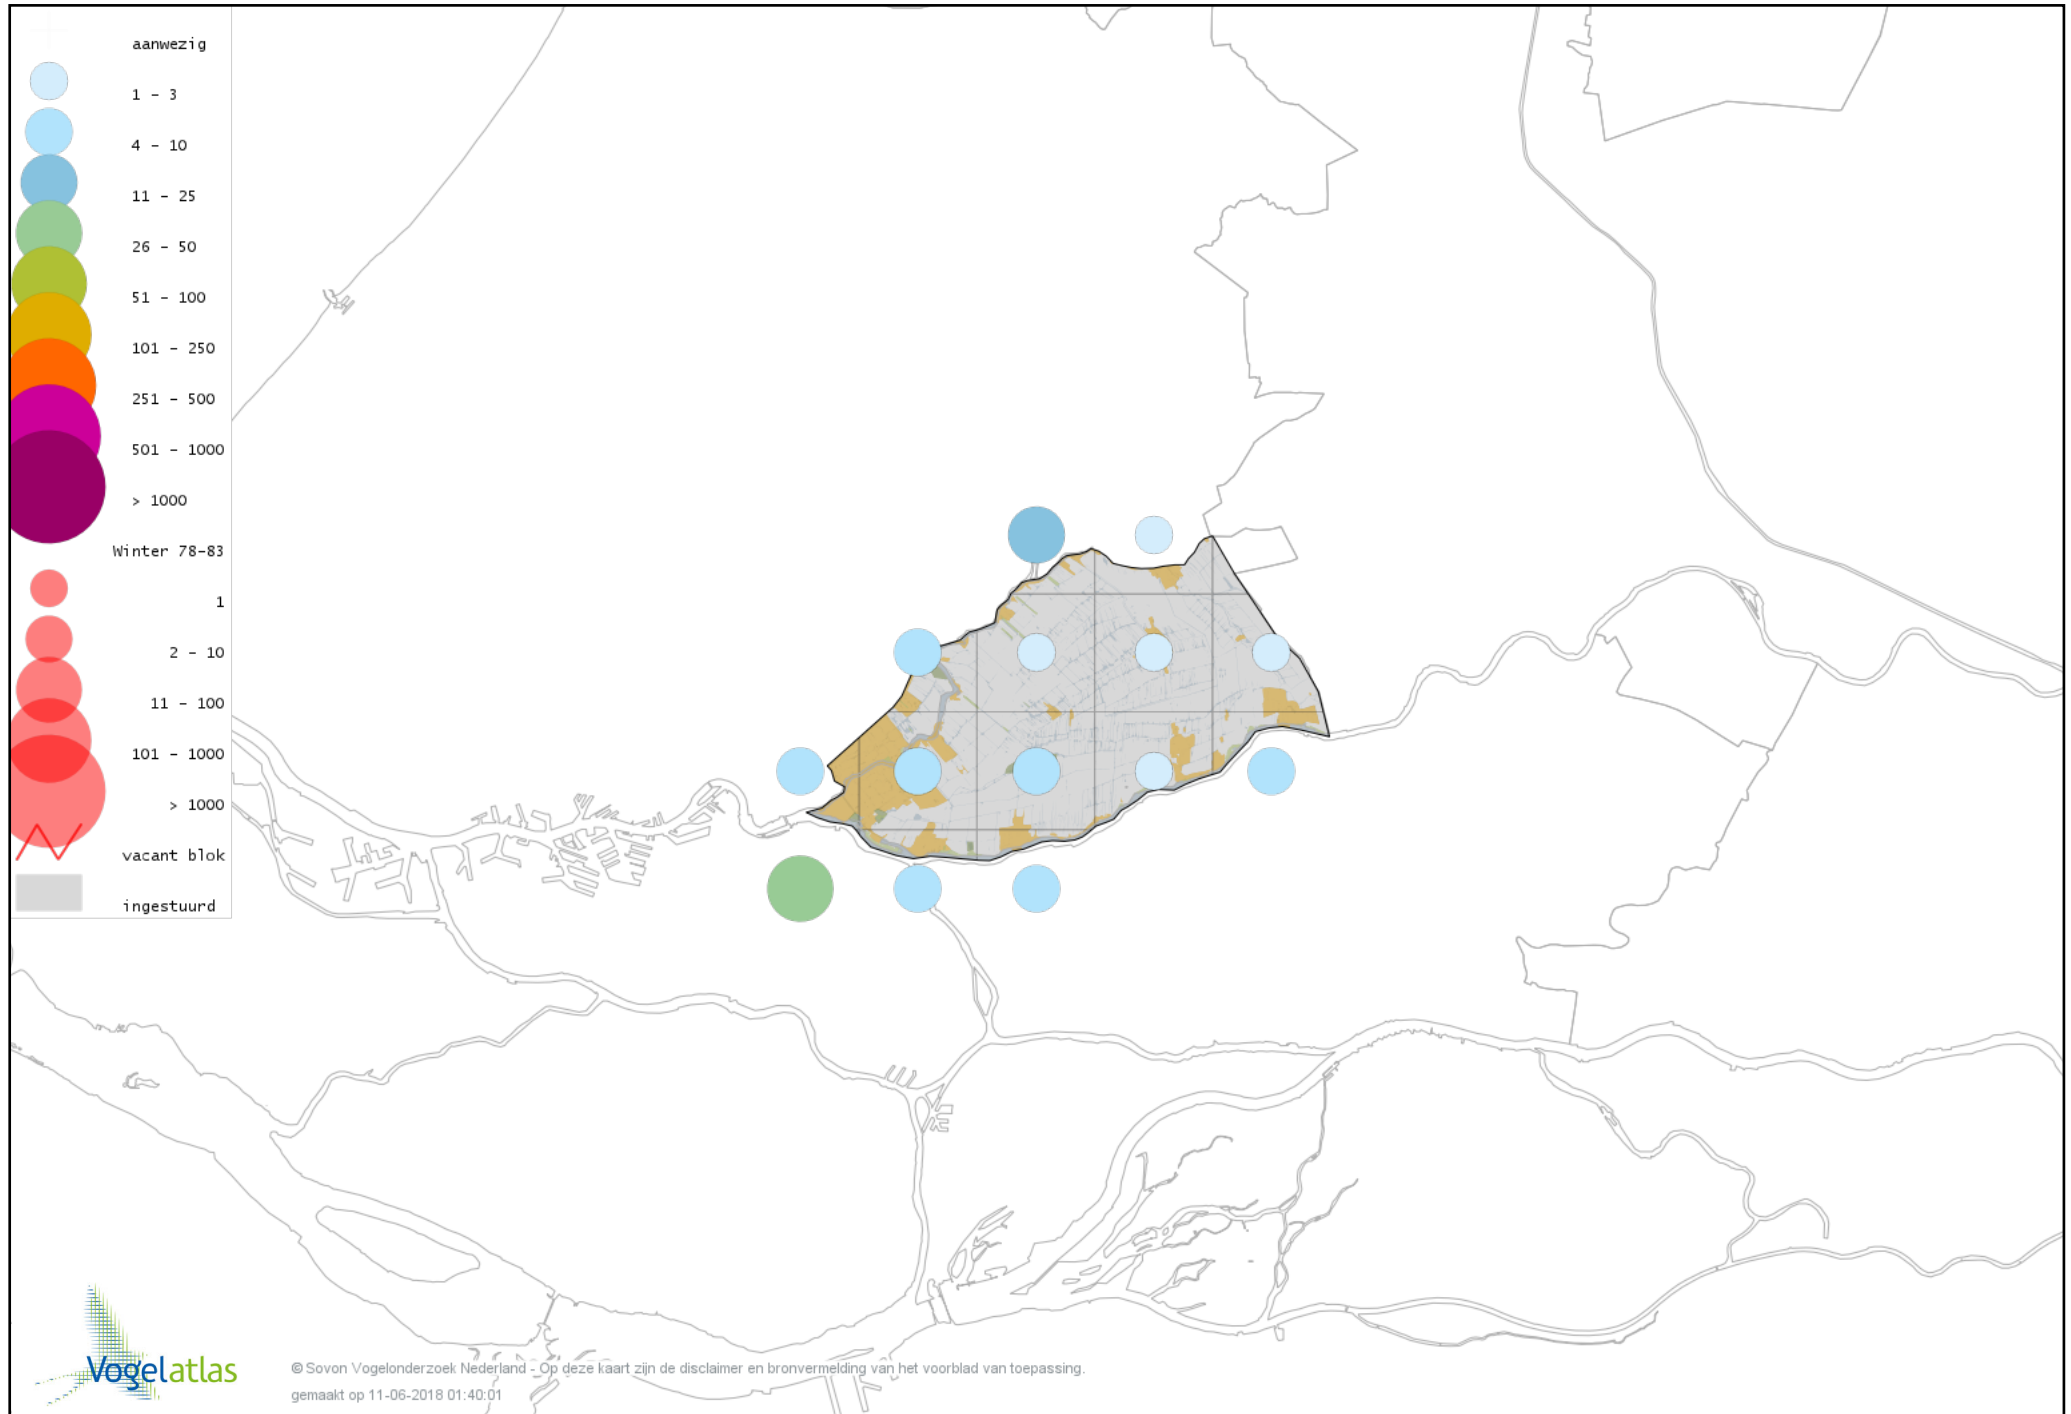 aanwezig
1 - 3
4 - 10
11 - 25
26 - 50
51 - 100
101 - 250
251 - 500
501 - 1000
> 1000
Winter 78-83
1
2 - 10
11 - 100
101 - 1000
> 1000
vacant blok
ingestuurd
Vogelatlas
© Sovon Vogelonderzoek Nederland - Op deze kaart zijn de disclaimer en bronvermelding van het voorblad van toepassing.
gemaakt op 11-06-2018 01:40:01